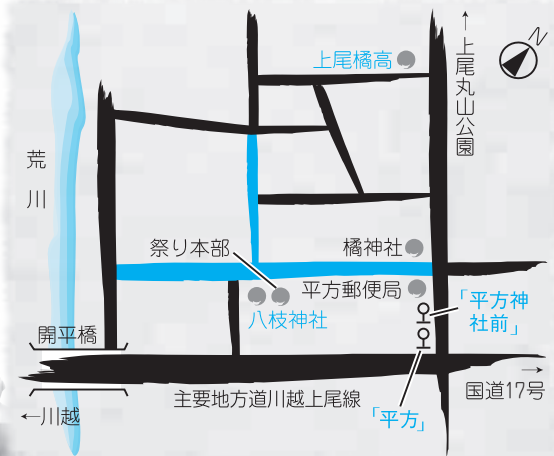 上尾橘高
↑上尾丸山公園
N
荒川
祭り本部
橘神社
平方郵便局
八枝神社
「平方神
社前」
開平橋
主要地方道川越上尾線
国道17号
→
←川越
「平方」